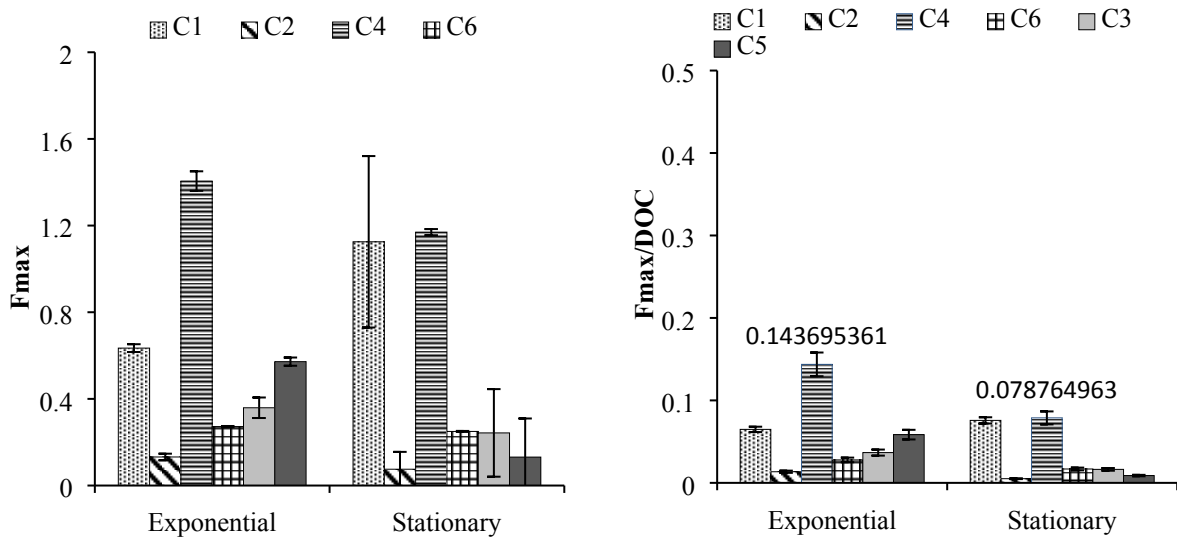 C1 C2 C4 C6
2
1.6
1.2
0.8
0.4
0
Fmax
Exponential Stationary
C1 C2 C4 C6 C3
C5
0.5
0.4
0.3
0.2
0.1
0
Fmax/DOC
0.143695361
0.078764963
Exponential Stationary